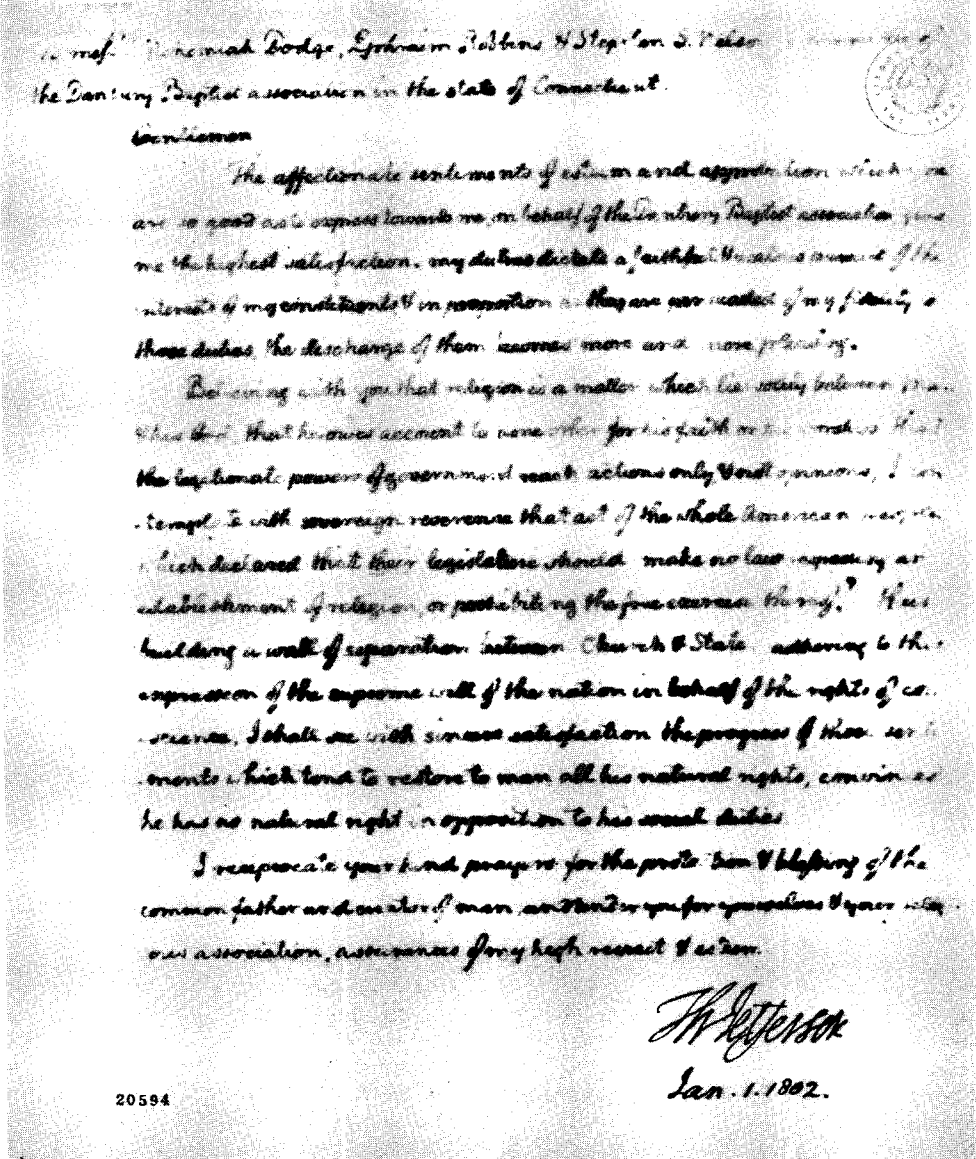 To mess Nehemiah Dodge, Ephraim Robbins & Stephen S. Nelson a committee of
the Danbury Baptist association in the state of Connecticut.
Gentlemen
The affectionate sentiments of esteem and approbation which you
are so good as to express towards me, on behalf of the Danbury Baptist association, give
me the highest satisfaction. my duties dictate a faithful & zealous pursuit of the
interests of my constituents & in proportion as they are persuaded of my fidelity to
those duties, the discharge of them becomes more and more pleasing.
Believing with you that religion is a matter which lies solely between man
& his god, that he owes account to none other for his faith or his worship, that
the legitimate powers of government reach actions only & not opinions, I con
template with sovereign reverence that act of the whole American people
which declared that their legislature should make no law respecting an
establishment of religion, or prohibiting the free exercise thereof," thus
building a wall of separation between Church & State. adhering to this
expression of the supreme will of the nation in behalf of the rights of con
science, I shall see with sincere satisfaction the progress of those senti
ments which tend to restore to man all his natural rights, convinced
he has no natural right in opposition to his social duties.
I reciprocate your kind prayers for the protection & blessing of the
common father and creator of man, and tender you for yourselves & your relig
ious association, assurances of my high respect & esteem.
Th Jefferson
Jan. 1. 1802.
20594